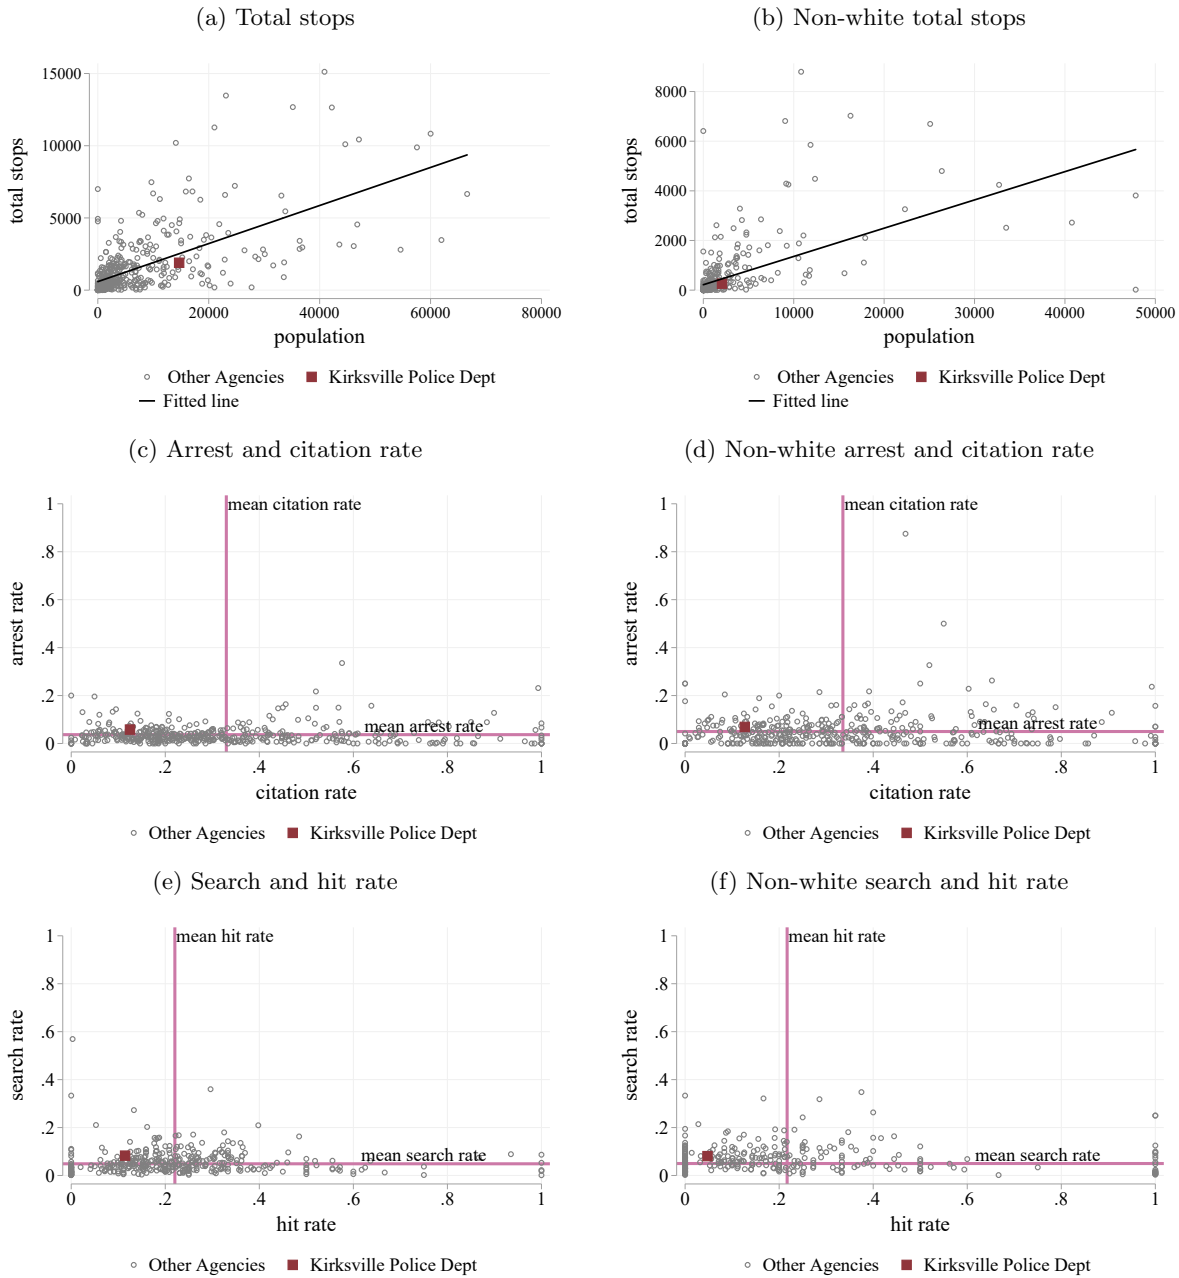 (a) Total stops
total stops
15000
10000
5000
0
0 20000 40000 60000 80000
population
Other Agencies Kirksville Police Dept
Fitted line
(b) Non-white total stops
total stops
8000
6000
4000
2000
0
0 10000 20000 30000 40000 50000
population
Other Agencies Kirksville Police Dept
Fitted line
(c) Arrest and citation rate
arrest rate
1
.8
.6
.4
.2
0
mean citation rate
mean arrest rate
0 .2 .4 .6 .8 1
citation rate
Other Agencies Kirksville Police Dept
(d) Non-white arrest and citation rate
arrest rate
1
.8
.6
.4
.2
0
mean citation rate
mean arrest rate
0 .2 .4 .6 .8 1
citation rate
Other Agencies Kirksville Police Dept
(e) Search and hit rate
search rate
1
.8
.6
.4
.2
0
mean hit rate
mean search rate
0 .2 .4 .6 .8 1
hit rate
Other Agencies Kirksville Police Dept
(f) Non-white search and hit rate
search rate
1
.8
.6
.4
.2
0
mean hit rate
mean search rate
0 .2 .4 .6 .8 1
hit rate
Other Agencies Kirksville Police Dept